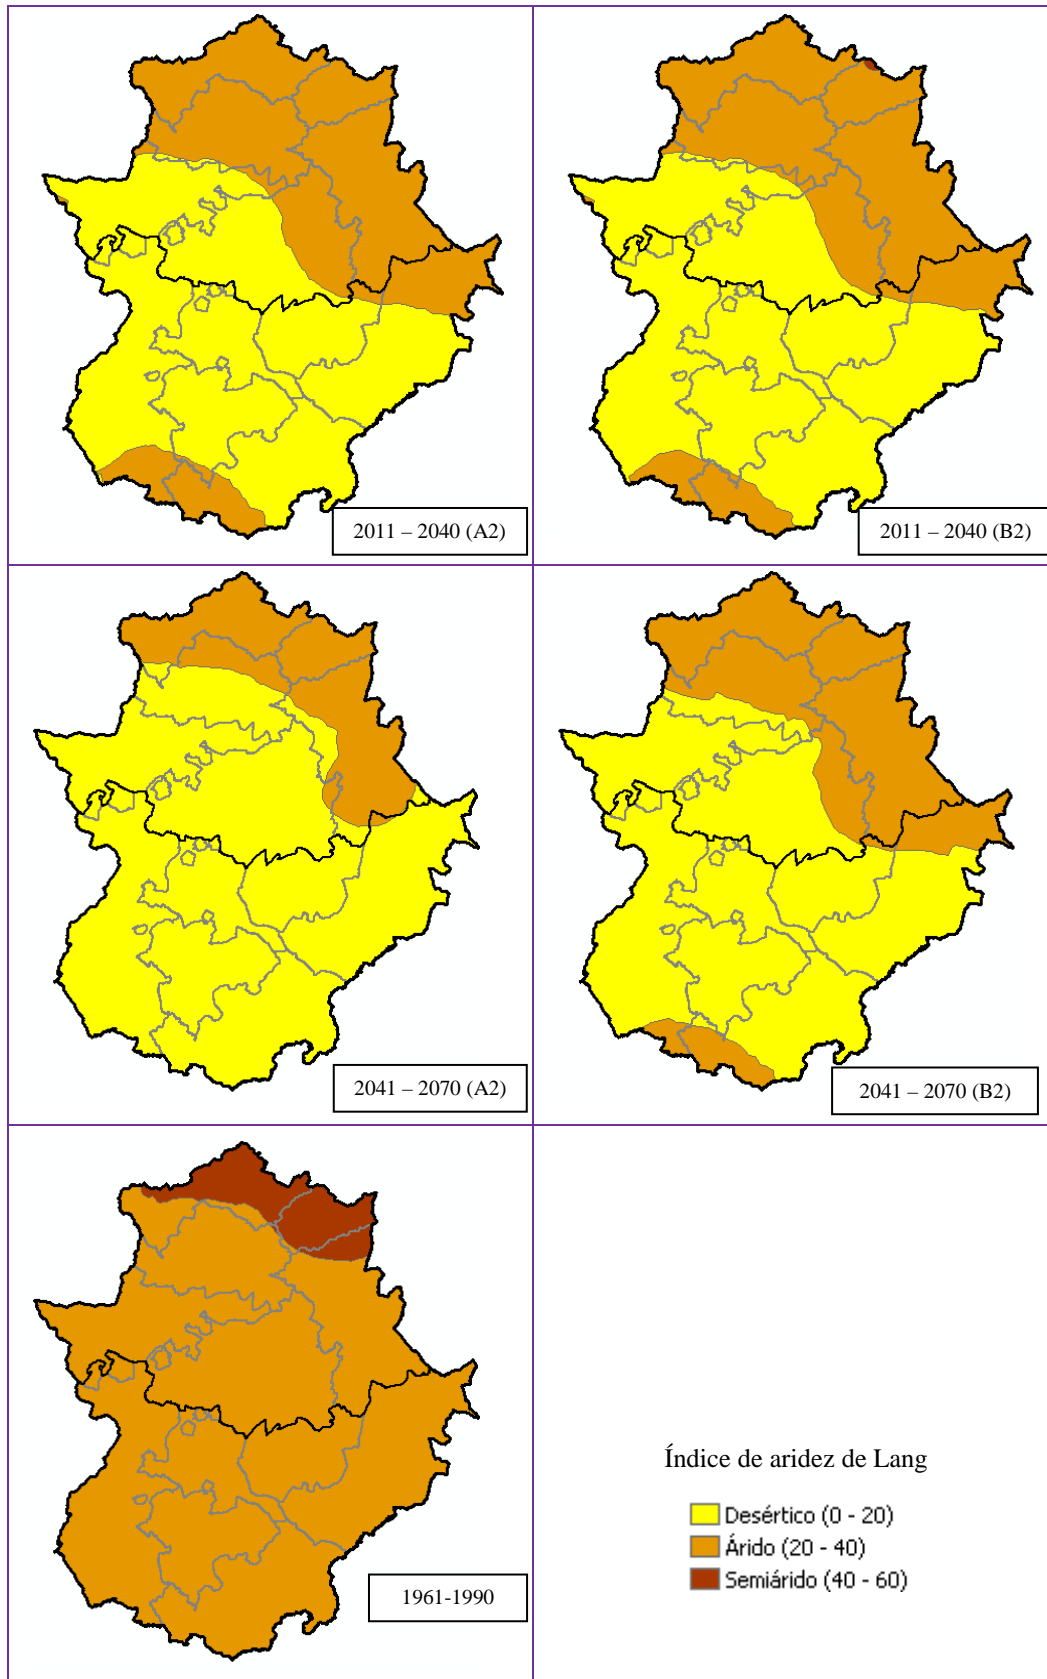 2011 – 2040 (A2)
2011 – 2040 (B2)
2041 – 2070 (A2)
2041 – 2070 (B2)
1961-1990
Índice de aridez de Lang
Desértico (0 - 20)
Árido (20 - 40)
Semiárido (40 - 60)